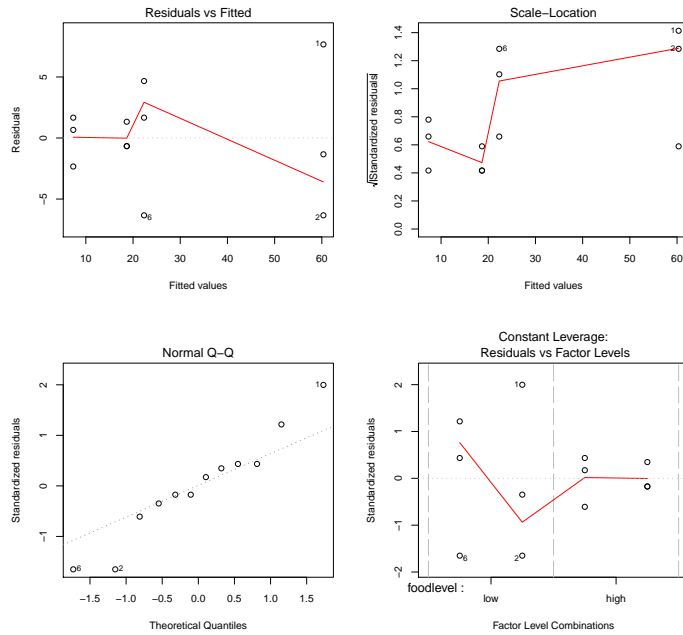 Residuals vs Fitted
Residuals
5
0
−5
1
6
2
10 20 30 40 50 60
Fitted values
Scale−Location
√|Standardized residuals|
1.4
1.2
1.0
0.8
0.6
0.4
0.2
0.0
1
2
6
10 20 30 40 50 60
Fitted values
Normal Q−Q
Standardized residuals
2
1
0
−1
1
6
2
−1.5 −1.0 −0.5 0.0 0.5 1.0 1.5
Theoretical Quantiles
Constant Leverage:
Residuals vs Factor Levels
Standardized residuals
2
1
0
−1
−2
1
6
2
foodlevel :
low high
Factor Level Combinations